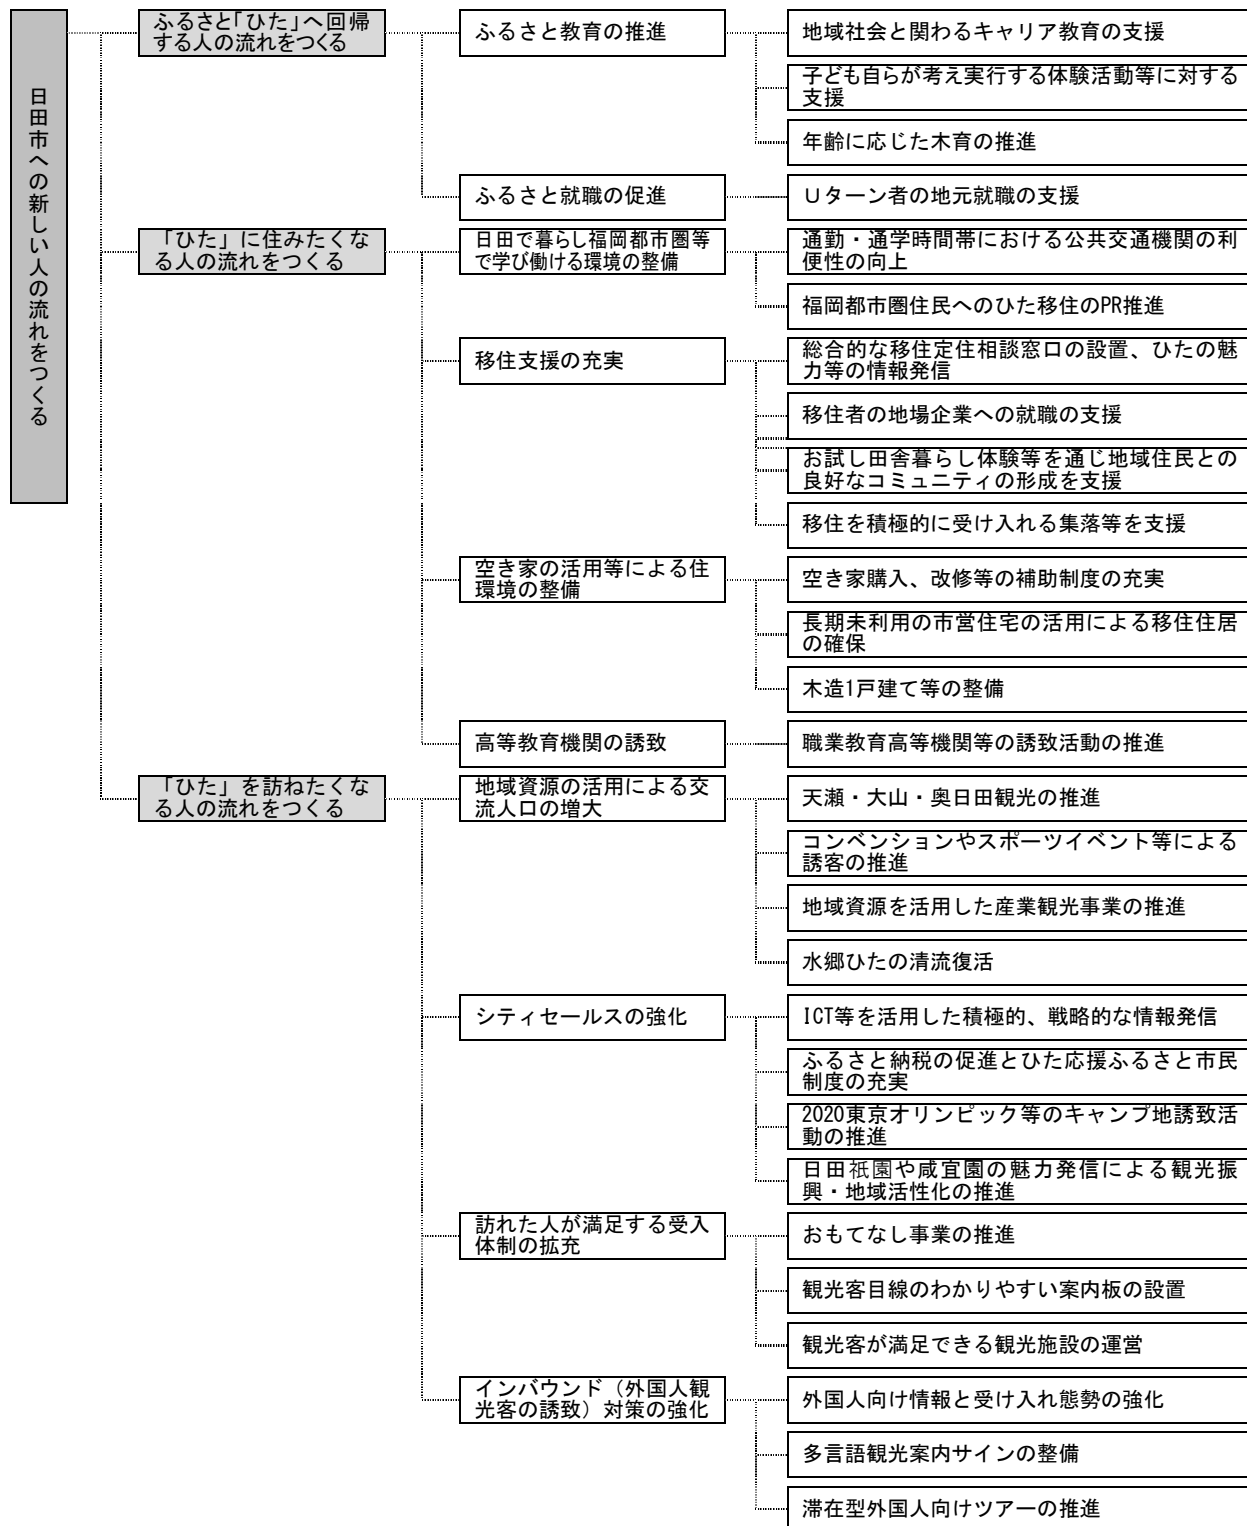 日田市への新しい人の流れをつくる
ふるさと「ひた」へ回帰
する人の流れをつくる
ふるさと教育の推進
地域社会と関わるキャリア教育の支援
子ども自らが考え実行する体験活動等に対する
支援
年齢に応じた木育の推進
ふるさと就職の促進
Uターン者の地元就職の支援
「ひた」に住みたくな
る人の流れをつくる
日田で暮らし福岡都市圏等
で学び働ける環境の整備
通勤・通学時間帯における公共交通機関の利
便性の向上
福岡都市圏住民へのひた移住のPR推進
移住支援の充実
総合的な移住定住相談窓口の設置、ひたの魅
力等の情報発信
移住者の地場企業への就職の支援
お試し田舎暮らし体験等を通じ地域住民との
良好なコミュニティの形成を支援
移住を積極的に受け入れる集落等を支援
空き家の活用等による住
環境の整備
空き家購入、改修等の補助制度の充実
長期未利用の市営住宅の活用による移住住居
の確保
木造1戸建て等の整備
高等教育機関の誘致
職業教育高等機関等の誘致活動の推進
「ひた」を訪ねたくな
る人の流れをつくる
地域資源の活用による交
流人口の増大
天瀬・大山・奥日田観光の推進
コンベンションやスポーツイベント等による
誘客の推進
地域資源を活用した産業観光事業の推進
水郷ひたの清流復活
シティセールスの強化
ICT等を活用した積極的、戦略的な情報発信
ふるさと納税の促進とひた応援ふるさと市民
制度の充実
2020東京オリンピック等のキャンプ地誘致活
動の推進
日田祇園や咸宜園の魅力発信による観光振
興・地域活性化の推進
訪れた人が満足する受入
体制の拡充
おもてなし事業の推進
観光客目線のわかりやすい案内板の設置
観光客が満足できる観光施設の運営
インバウンド（外国人観
光客の誘致）対策の強化
外国人向け情報と受け入れ態勢の強化
多言語観光案内サインの整備
滞在型外国人向けツアーの推進